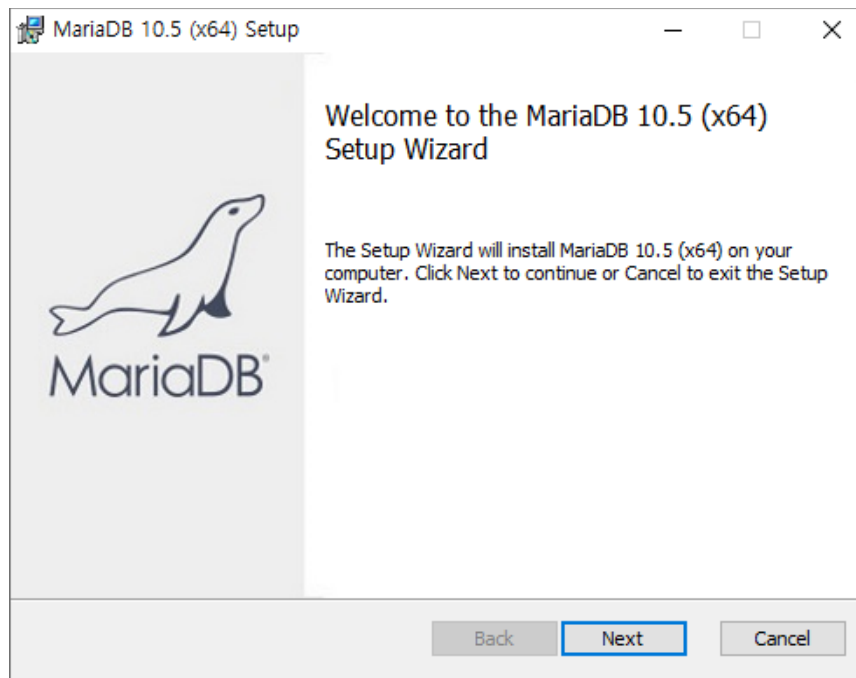 MariaDB 10.5 (x64) Setup
Welcome to the MariaDB 10.5 (x64)
Setup Wizard
The Setup Wizard will install MariaDB 10.5 (x64) on your
computer. Click Next to continue or Cancel to exit the Setup
Wizard.
MariaDB®
Back
Next
Cancel